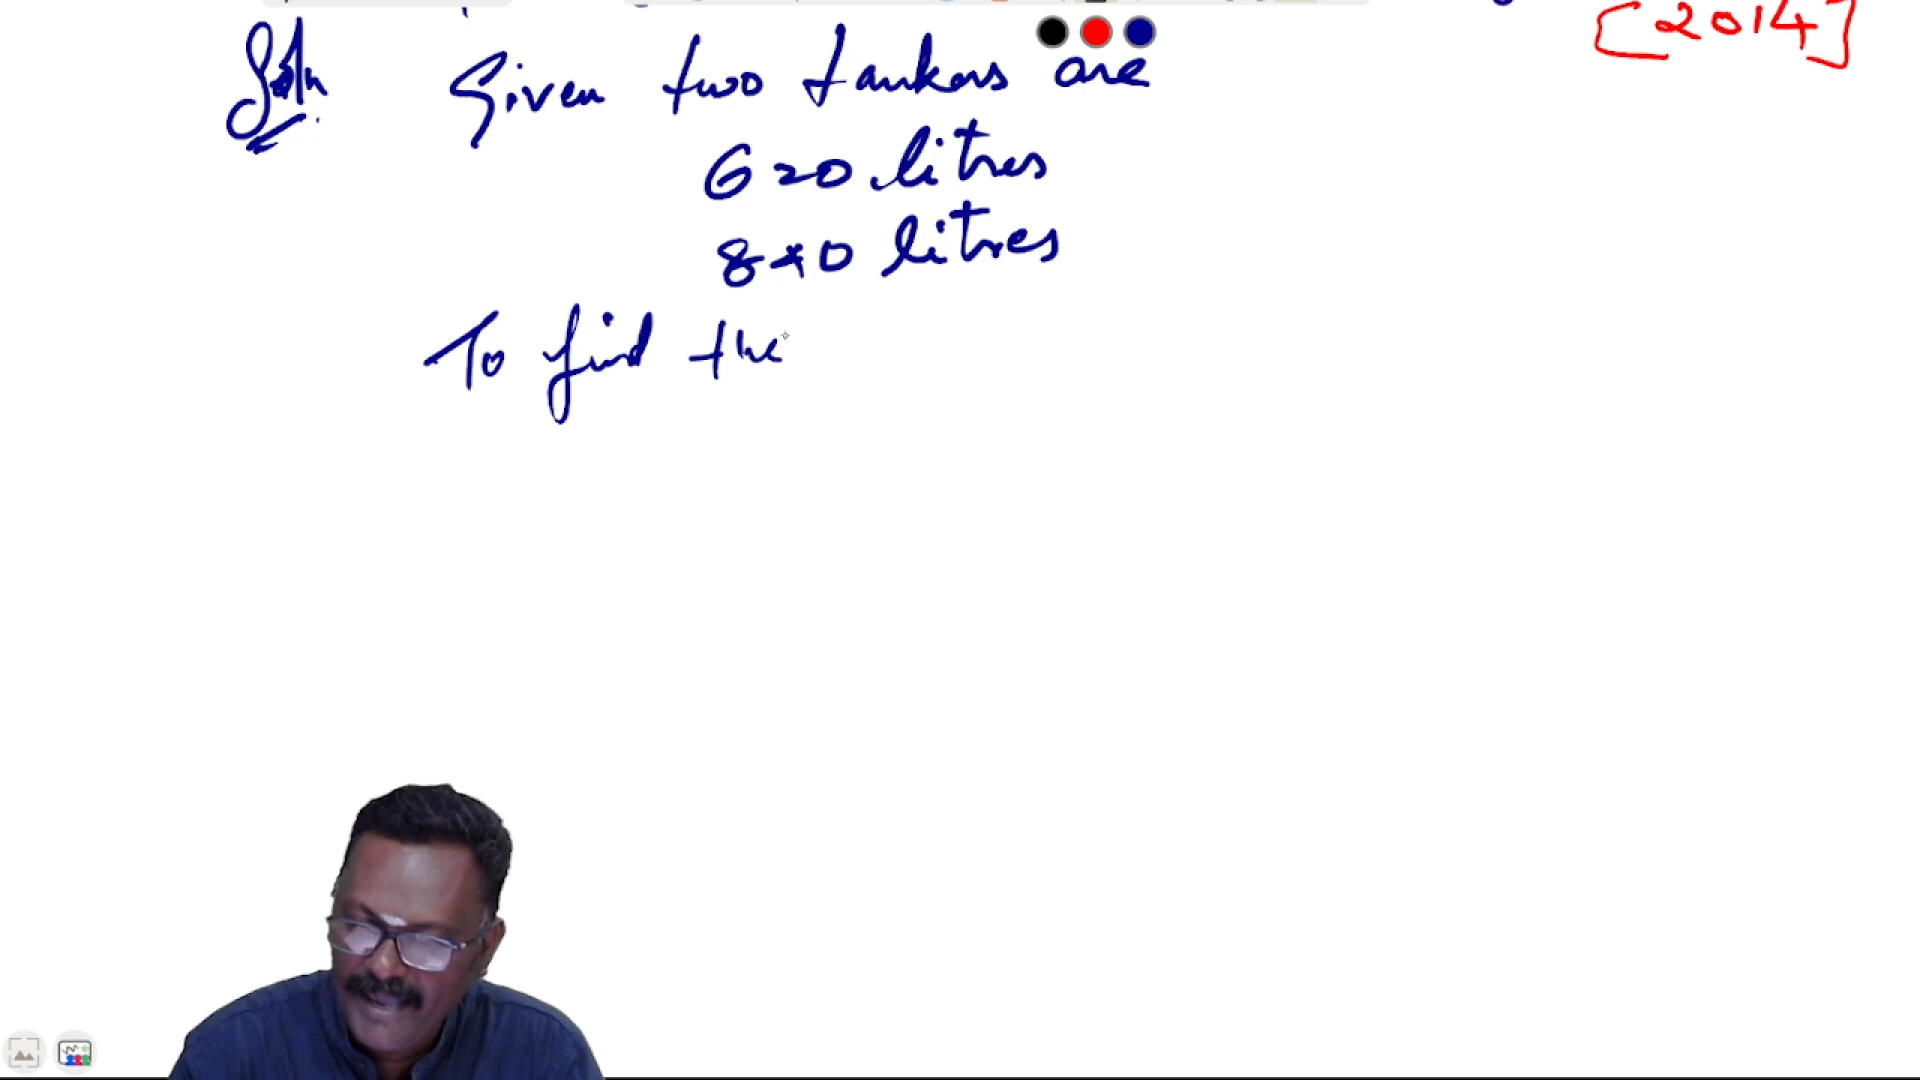 [2014]
Soln.
Given two tankers are
620 litres
840 litres
To find the